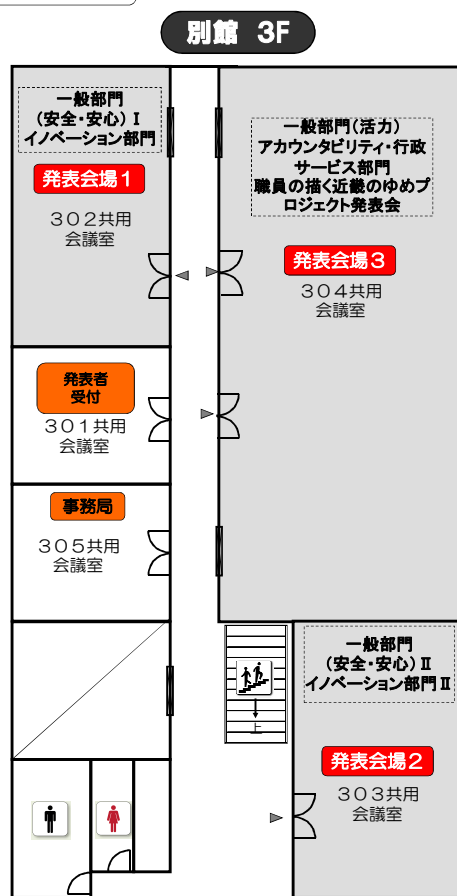 別館 3F
一般部門
(安全・安心)Ⅰ
イノベーション部門
発表会場1
302共用
会議室
一般部門(活力)
アカウンタビリティ・行政
サービス部門
職員の描く近畿のゆめプ
ロジェクト発表会
発表会場3
304共用
会議室
発表者
受付
301共用
会議室
事務局
305共用
会議室
上
一般部門
(安全・安心)Ⅱ
イノベーション部門Ⅱ
発表会場2
303共用
会議室